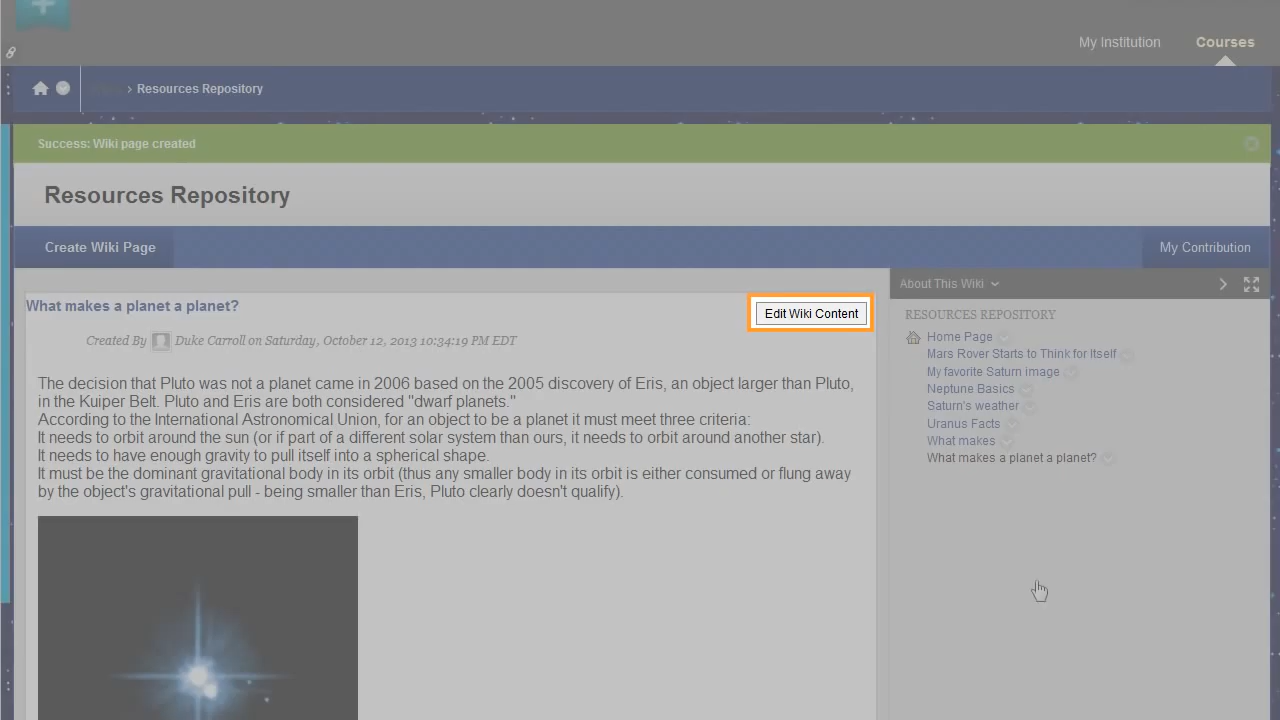 My Institution
Courses
> Resources Repository
Success: Wiki page created
Resources Repository
Create Wiki Page
My Contribution
What makes a planet a planet?
Edit Wiki Content
Created By Duke Carroll on Saturday, October 12, 2013 10:34:19 PM EDT
The decision that Pluto was not a planet came in 2006 based on the 2005 discovery of Eris, an object larger than Pluto,
in the Kuiper Belt. Pluto and Eris are both considered "dwarf planets."
According to the International Astronomical Union, for an object to be a planet it must meet three criteria:
It needs to orbit around the sun (or if part of a different solar system than ours, it needs to orbit around another star).
It needs to have enough gravity to pull itself into a spherical shape.
It must be the dominant gravitational body in its orbit (thus any smaller body in its orbit is either consumed or flung away
by the object's gravitational pull - being smaller than Eris, Pluto clearly doesn't qualify).
About This Wiki
RESOURCES REPOSITORY
Home Page
Mars Rover Starts to Think for Itself
My favorite Saturn image
Neptune Basics
Saturn's weather
Uranus Facts
What makes
What makes a planet a planet?